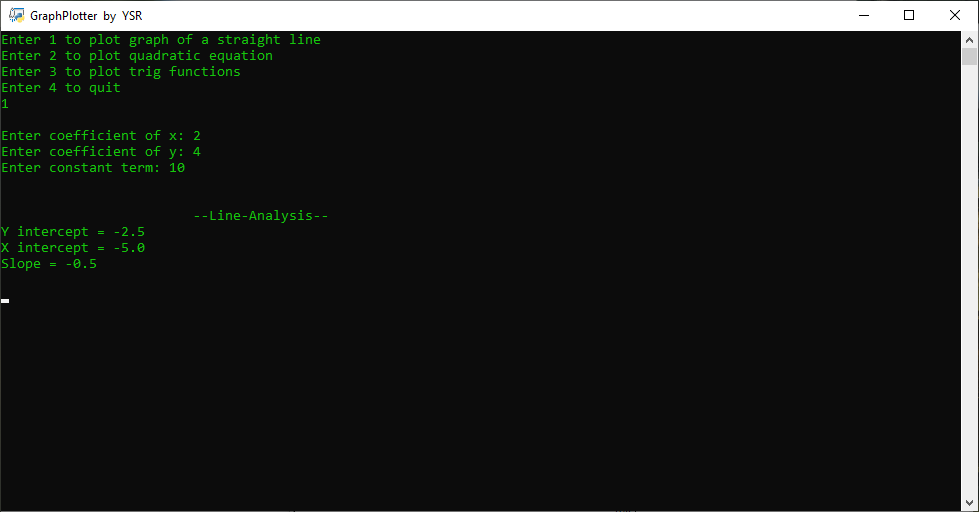 GraphPlotter by YSR
Enter 1 to plot graph of a straight line
Enter 2 to plot quadratic equation
Enter 3 to plot trig functions
Enter 4 to quit
1
Enter coefficient of x: 2
Enter coefficient of y: 4
Enter constant term: 10
--Line-Analysis--
Y intercept = -2.5
X intercept = -5.0
Slope = -0.5